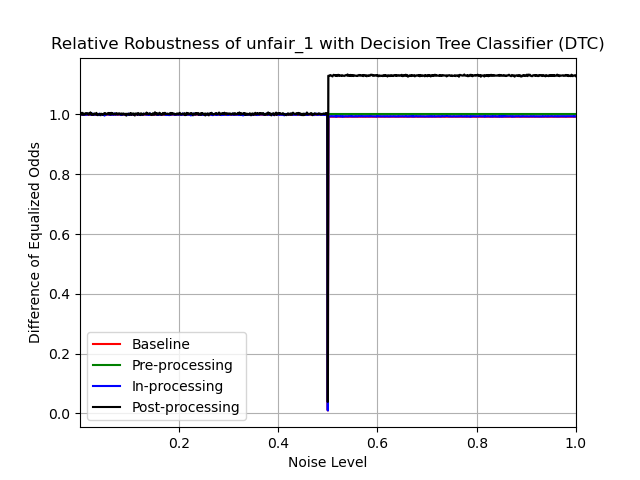 Relative Robustness of unfair_1 with Decision Tree Classifier (DTC)
Difference of Equalized Odds
1.0
0.8
0.6
0.4
0.2
0.0
Baseline
Pre-processing
In-processing
Post-processing
0.2 0.4 0.6 0.8 1.0
Noise Level